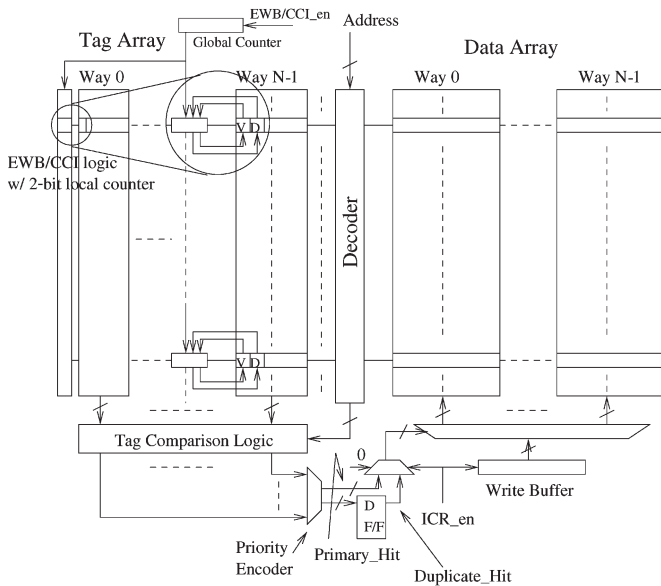 EWB/CCI_en
Address
Tag Array
Global Counter
Data Array
Way 0
Way N-1
Way 0
Way N-1
V D
EWB/CCI logic
w/ 2-bit local counter
Decoder
V D
Tag Comparison Logic
0
Write Buffer
D
F/F
ICR_en
Priority
Encoder
Primary_Hit
Duplicate_Hit